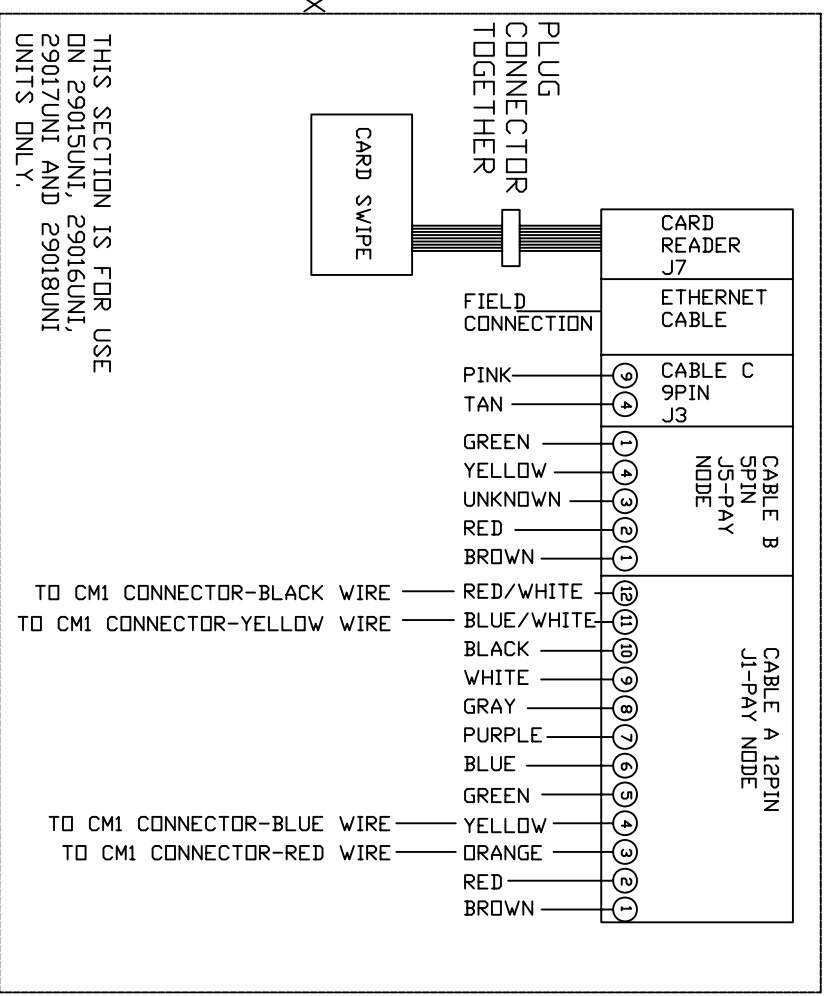 X
PLUG
CONNECTOR
TOGETHER
THIS SECTION IS FOR USE
ON 29015UNI, 29016UNI,
29017UNI AND 29018UNI
UNITS ONLY.
CARD SWIPE
CARD
READER
J7
FIELD
CONNECTION
ETHERNET
CABLE
CABLE C
9PIN
J3
PINK 9
TAN 4
CABLE B
5PIN
J5-PAY
NODE
GREEN 1
YELLOW 4
UNKNOWN 3
RED 2
BROWN 1
CABLE A 12PIN
J1-PAY NODE
TO CM1 CONNECTOR-BLACK WIRE RED/WHITE 12
TO CM1 CONNECTOR-YELLOW WIRE BLUE/WHITE 11
BLACK 10
WHITE 9
GRAY 8
PURPLE 7
BLUE 6
GREEN 5
TO CM1 CONNECTOR-BLUE WIRE YELLOW 4
TO CM1 CONNECTOR-RED WIRE ORANGE 3
RED 2
BROWN 1